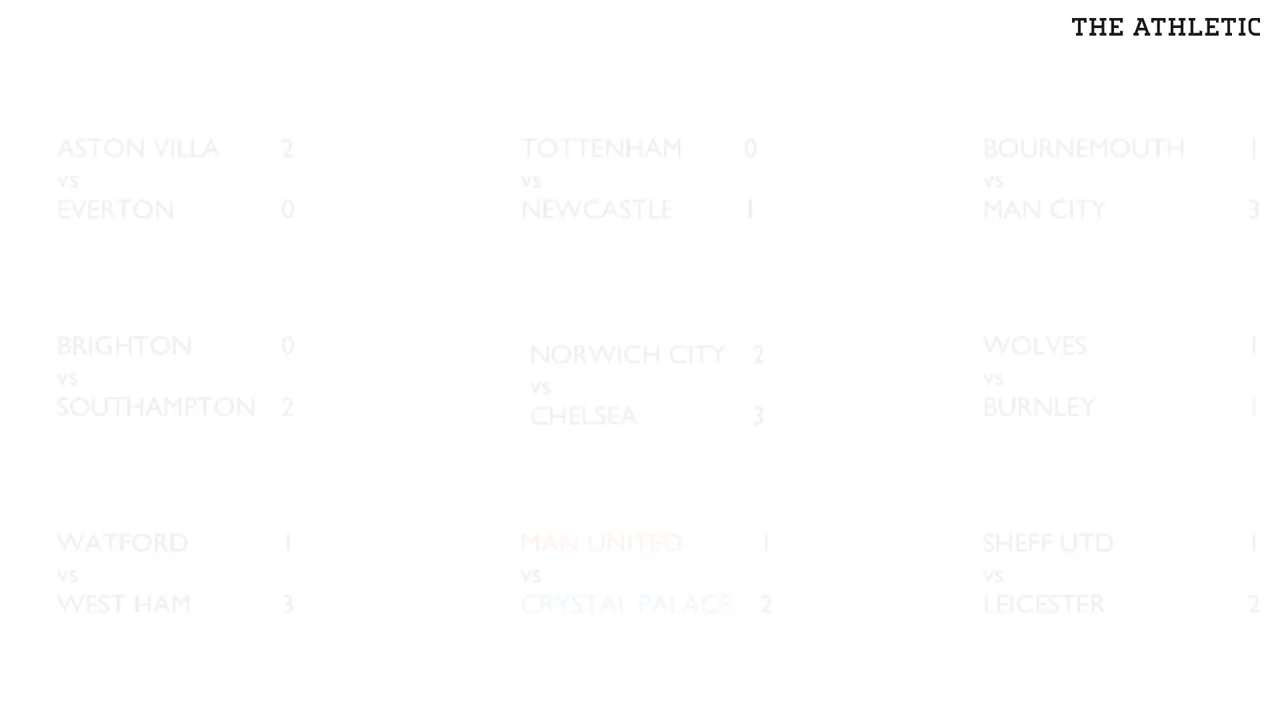 THE ATHLETIC
ASTON VILLA 2
vs
EVERTON 0
TOTTENHAM 0
vs
NEWCASTLE 1
BOURNEMOUTH 1
vs
MAN CITY 3
BRIGHTON 0
vs
SOUTHAMPTON 2
NORWICH CITY 2
vs
CHELSEA 3
WOLVES 1
vs
BURNLEY 1
WATFORD 1
vs
WEST HAM 3
MAN UNITED 1
vs
CRYSTAL PALACE 2
SHEFF UTD 1
vs
LEICESTER 2